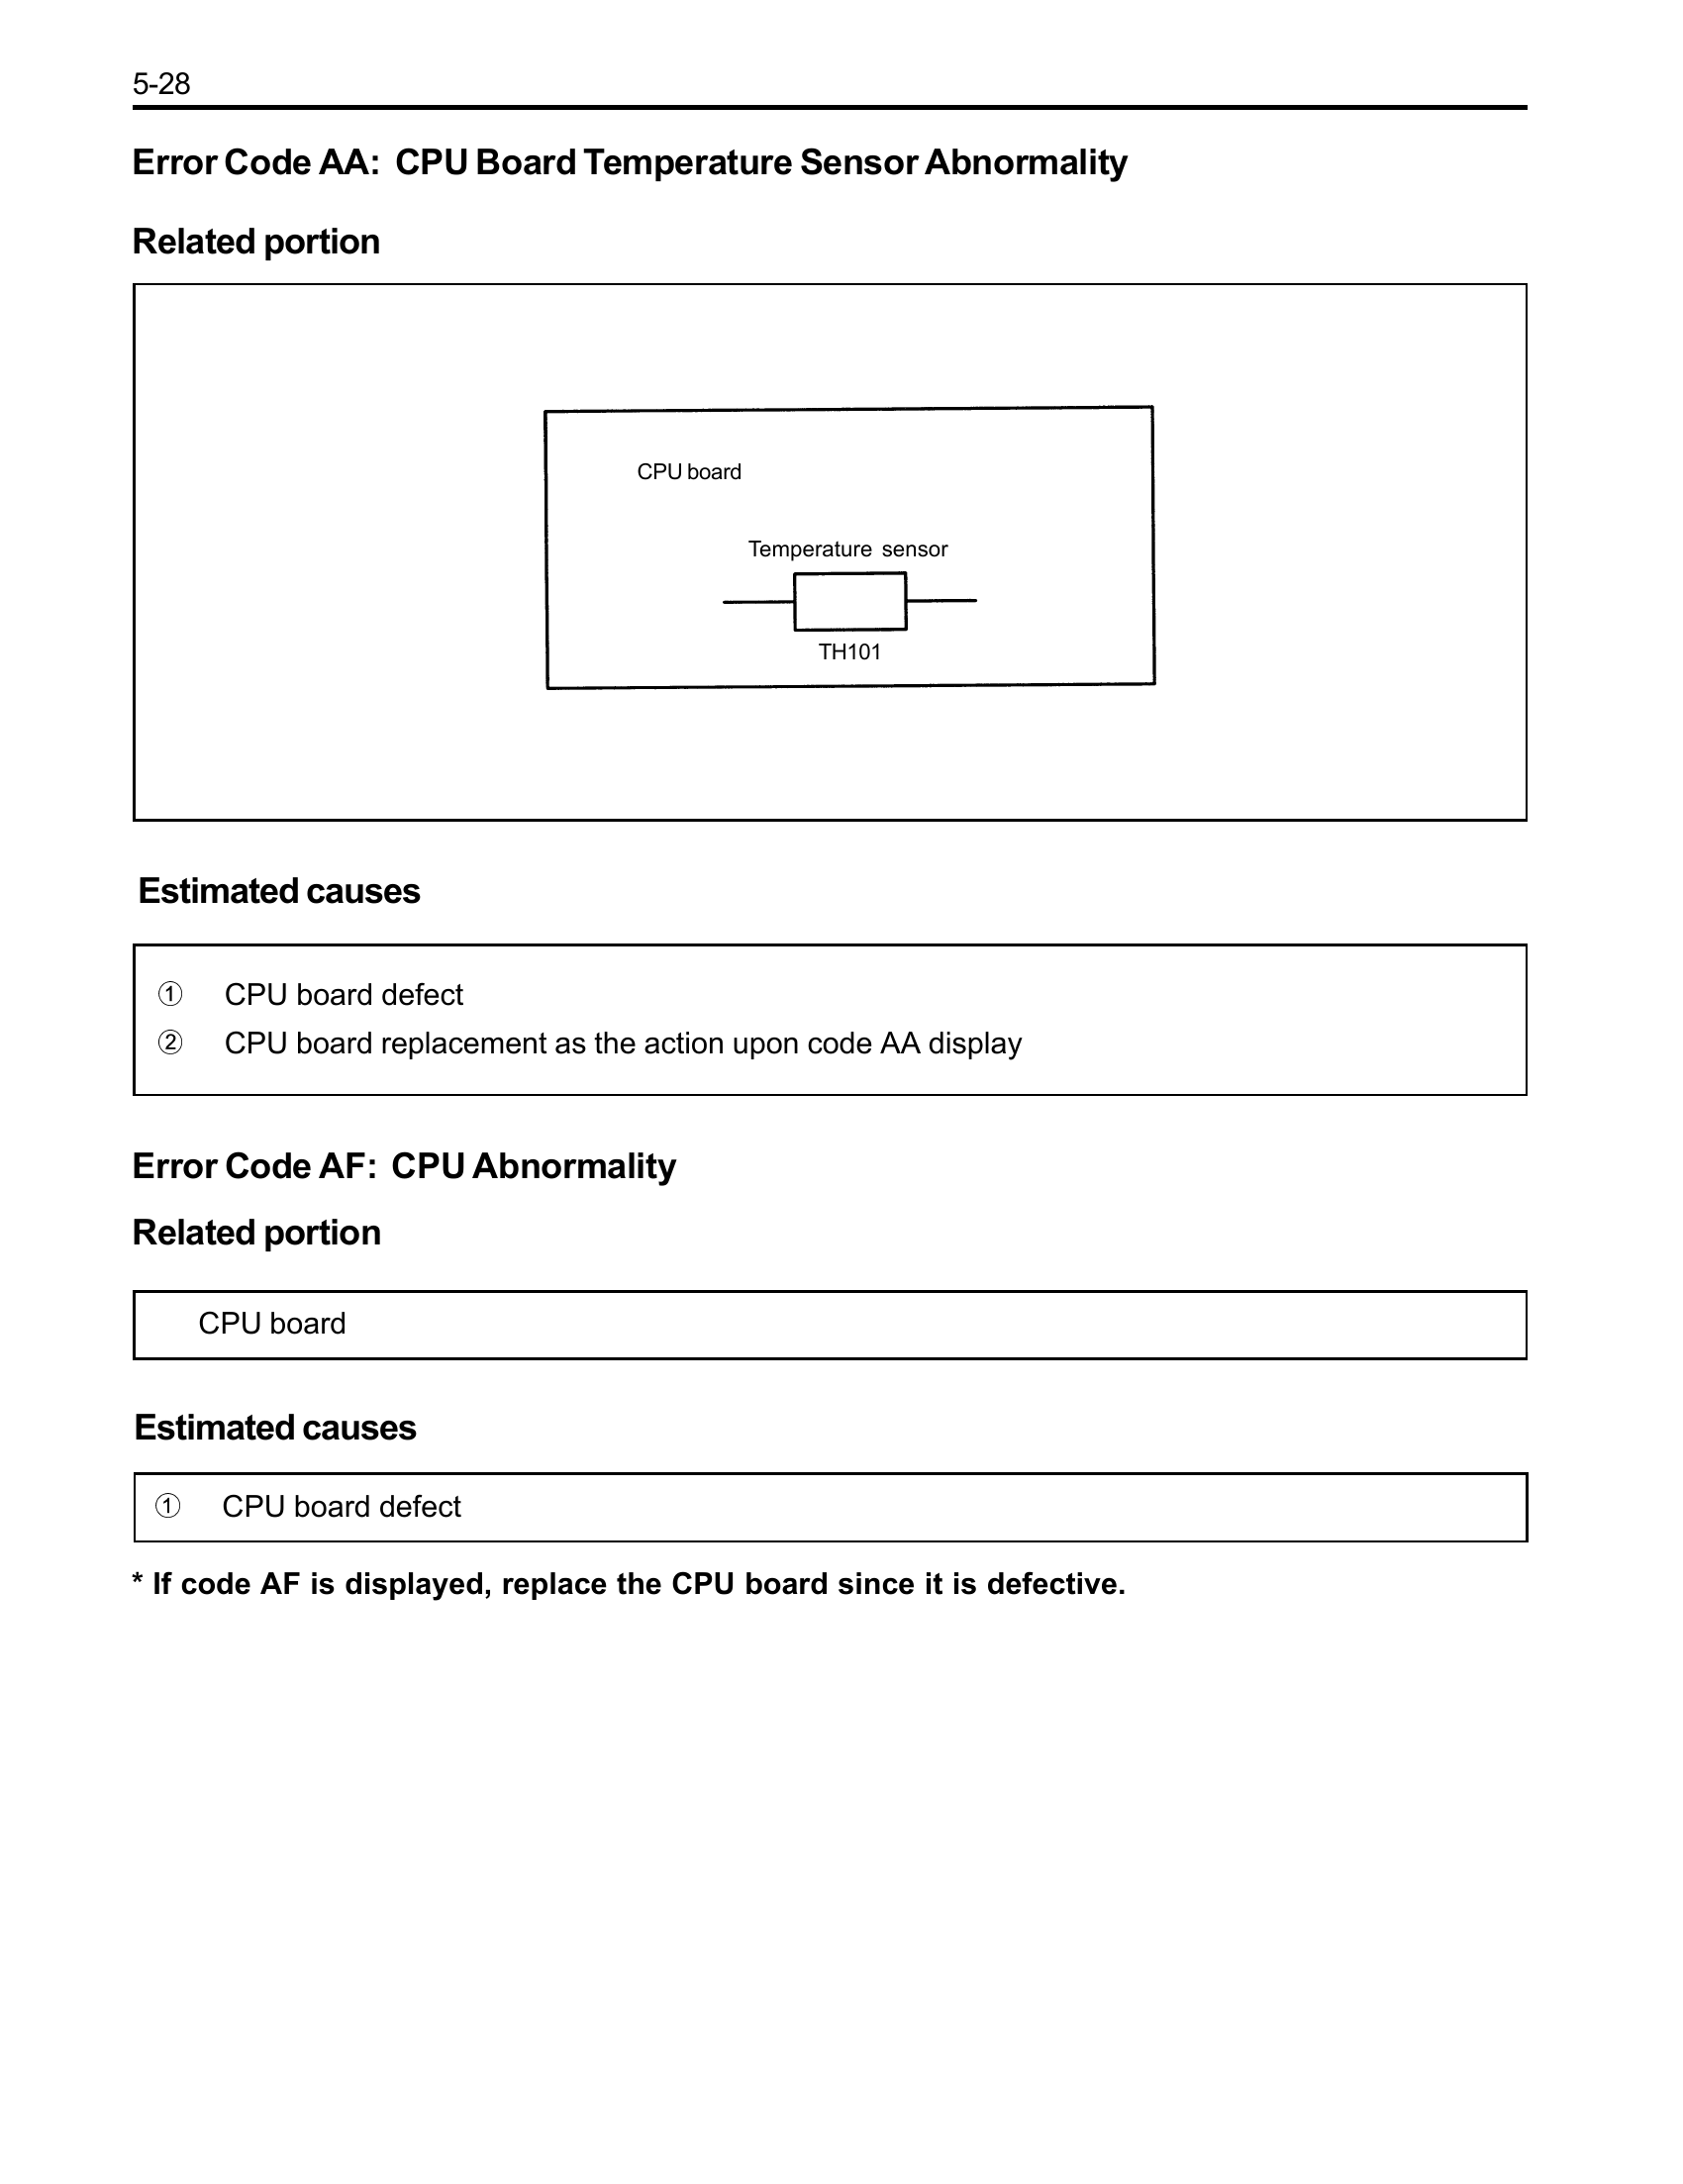 5-28
Error Code AA: CPU Board Temperature Sensor Abnormality
Related portion
CPU board
Temperature sensor
TH101
Estimated causes
① CPU board defect
② CPU board replacement as the action upon code AA display
Error Code AF: CPU Abnormality
Related portion
CPU board
Estimated causes
① CPU board defect
* If code AF is displayed, replace the CPU board since it is defective.